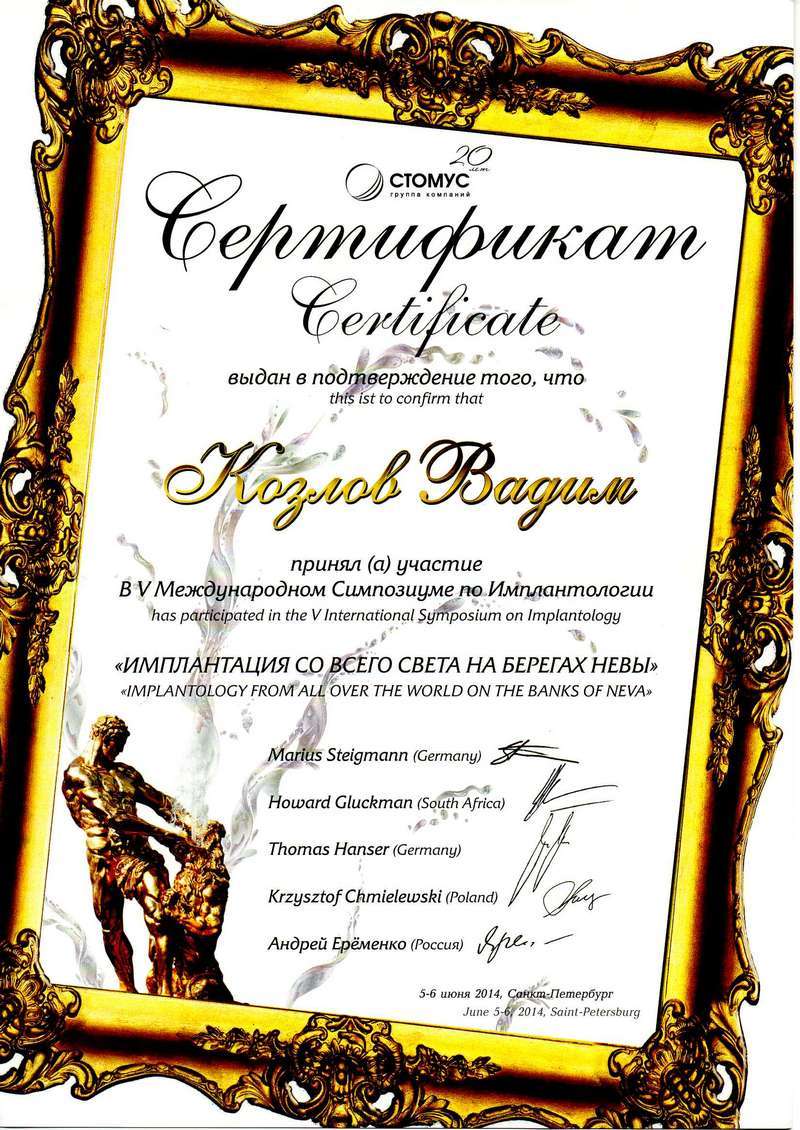 20 лет
СТОМУС
группа компаний
Сертификат
Certificate
выдан в подтверждение того, что
this ist to confirm that
Козлов Вадим
принял (а) участие
В V Международном Симпозиуме по Имплантологии
has participated in the V International Symposium on Implantology
«ИМПЛАНТАЦИЯ СО ВСЕГО СВЕТА НА БЕРЕГАХ НЕВЫ»
«IMPLANTOLOGY FROM ALL OVER THE WORLD ON THE BANKS OF NEVA»
Marius Steigmann (Germany)
Howard Gluckman (South Africa)
Thomas Hanser (Germany)
Krzysztof Chmielewski (Poland)
Андрей Ерёменко (Россия)
5-6 июня 2014, Санкт-Петербург
June 5-6, 2014, Saint-Petersburg